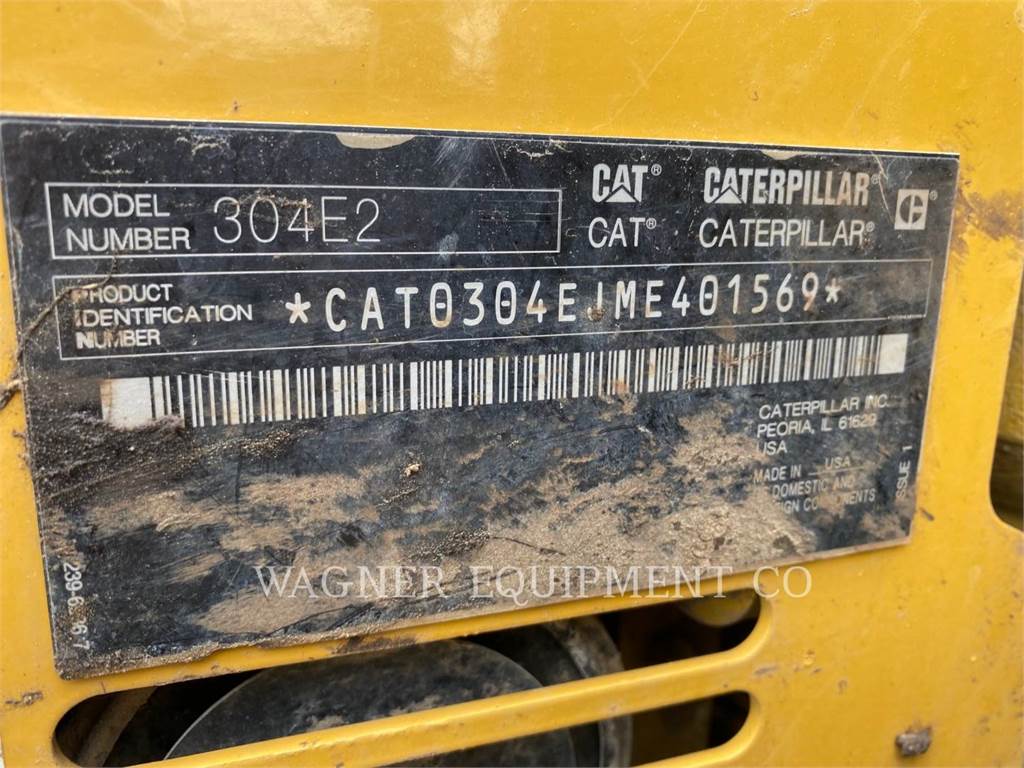 CAT® CATERPILLAR®
MODEL NUMBER 304E2
CAT® CATERPILLAR®
PRODUCT IDENTIFICATION NUMBER *CAT0304EJME401569*
CATERPILLAR INC.
PEORIA, IL 61629
USA
MADE IN USA
DOMESTIC AND
COMPONENTS
ISSUE 1
WAGNER EQUIPMENT CO